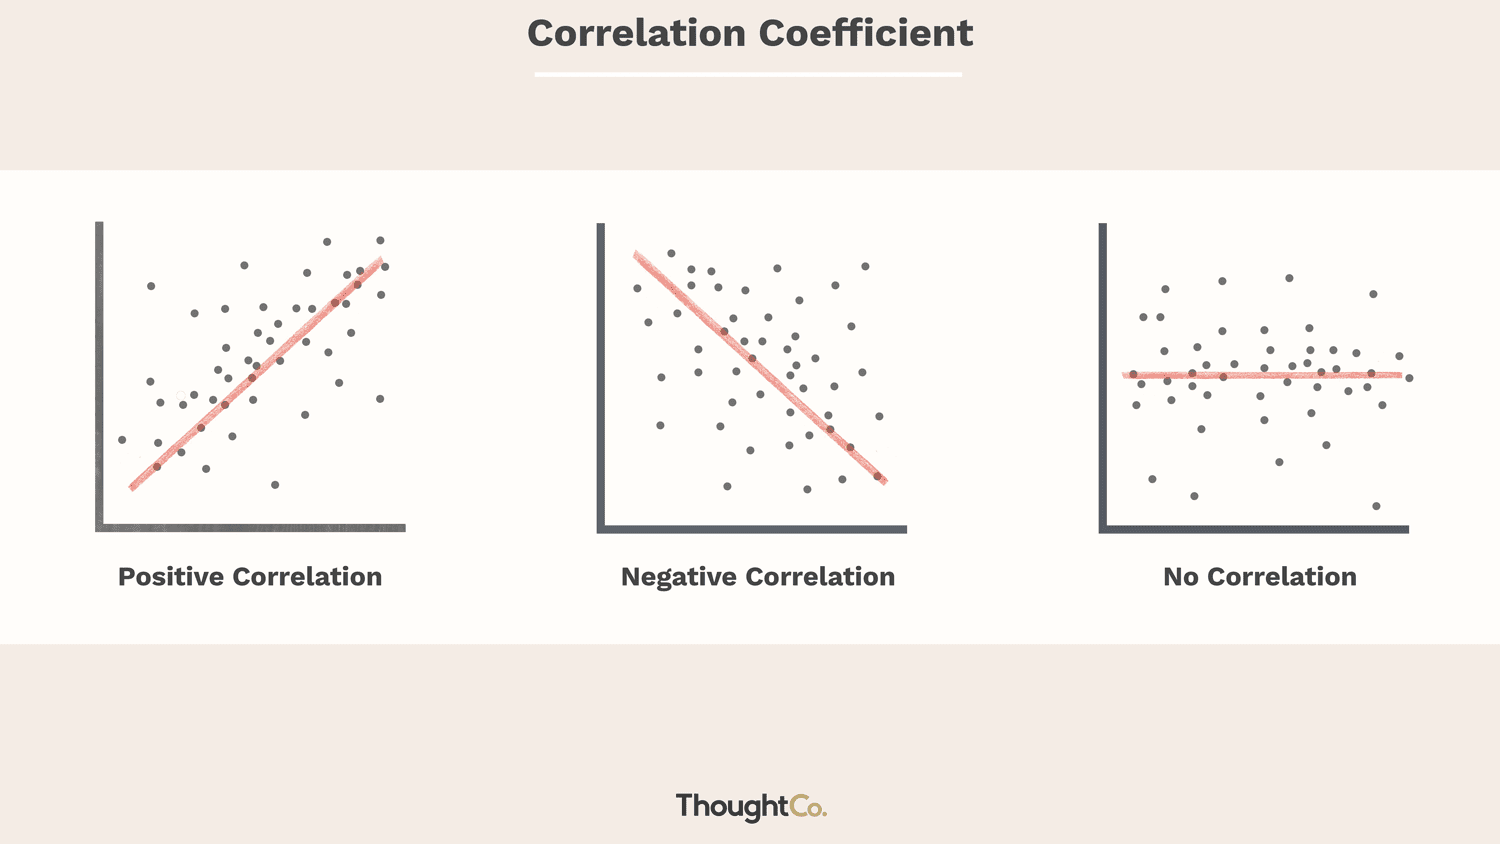 Correlation Coefficient
Positive Correlation
Negative Correlation
No Correlation
ThoughtCo.